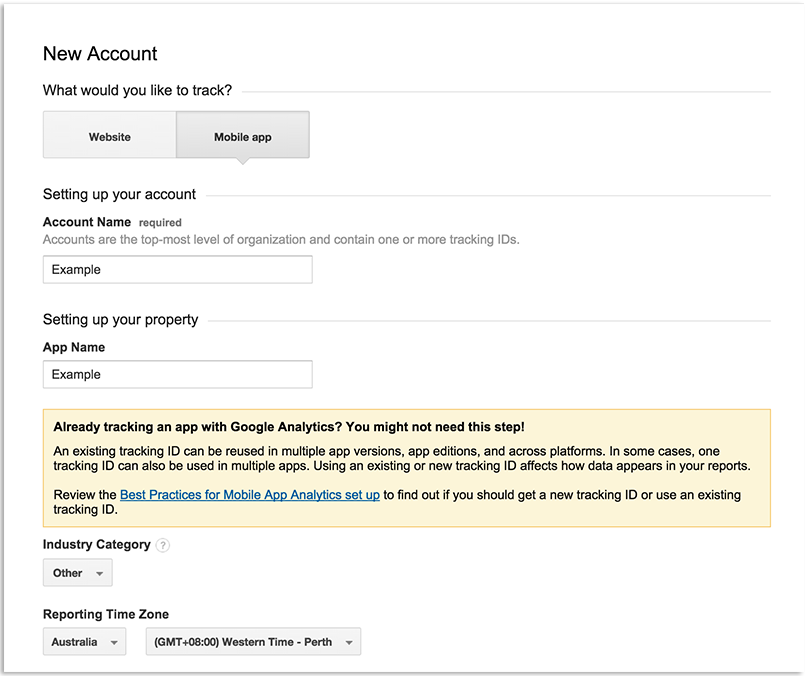 New Account
What would you like to track?
Website
Mobile app
Setting up your account
Account Name required
Accounts are the top-most level of organization and contain one or more tracking IDs.
Example
Setting up your property
App Name
Example
Already tracking an app with Google Analytics? You might not need this step!
An existing tracking ID can be reused in multiple app versions, app editions, and across platforms. In some cases, one
tracking ID can also be used in multiple apps. Using an existing or new tracking ID affects how data appears in your reports.
Review the Best Practices for Mobile App Analytics set up to find out if you should get a new tracking ID or use an existing
tracking ID.
Industry Category ?
Other
Reporting Time Zone
Australia
(GMT+08:00) Western Time - Perth